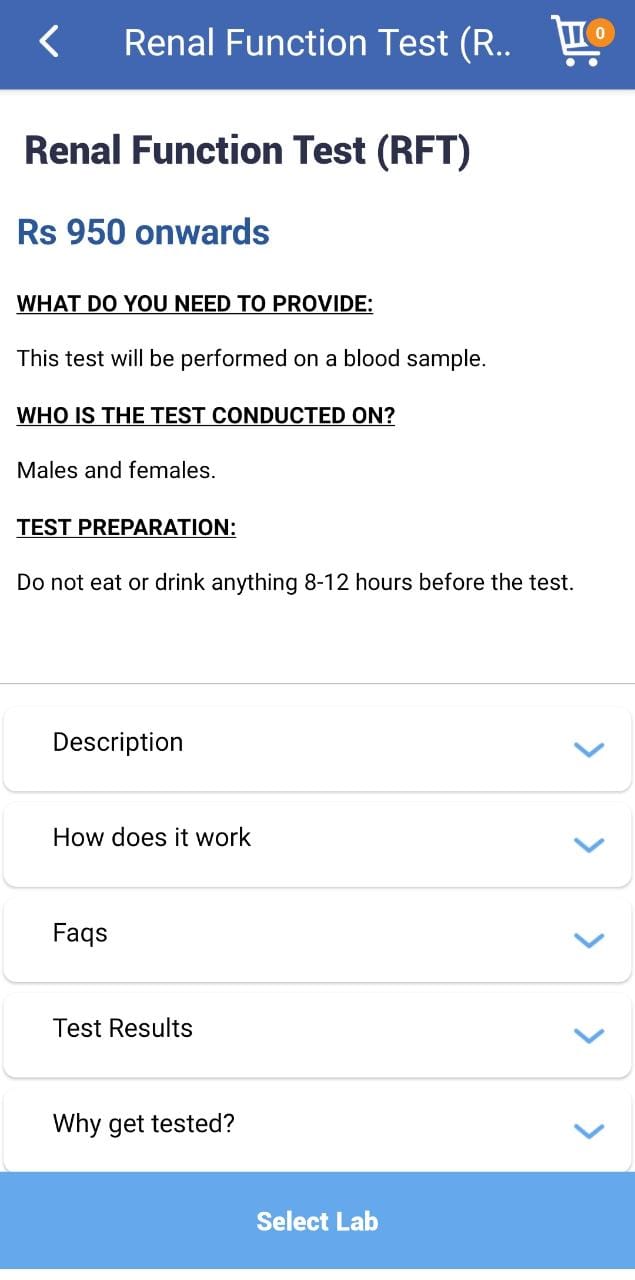 Renal Function Test (R..
0
Renal Function Test (RFT)
Rs 950 onwards
WHAT DO YOU NEED TO PROVIDE:
This test will be performed on a blood sample.
WHO IS THE TEST CONDUCTED ON?
Males and females.
TEST PREPARATION:
Do not eat or drink anything 8-12 hours before the test.
Description
How does it work
Faqs
Test Results
Why get tested?
Select Lab